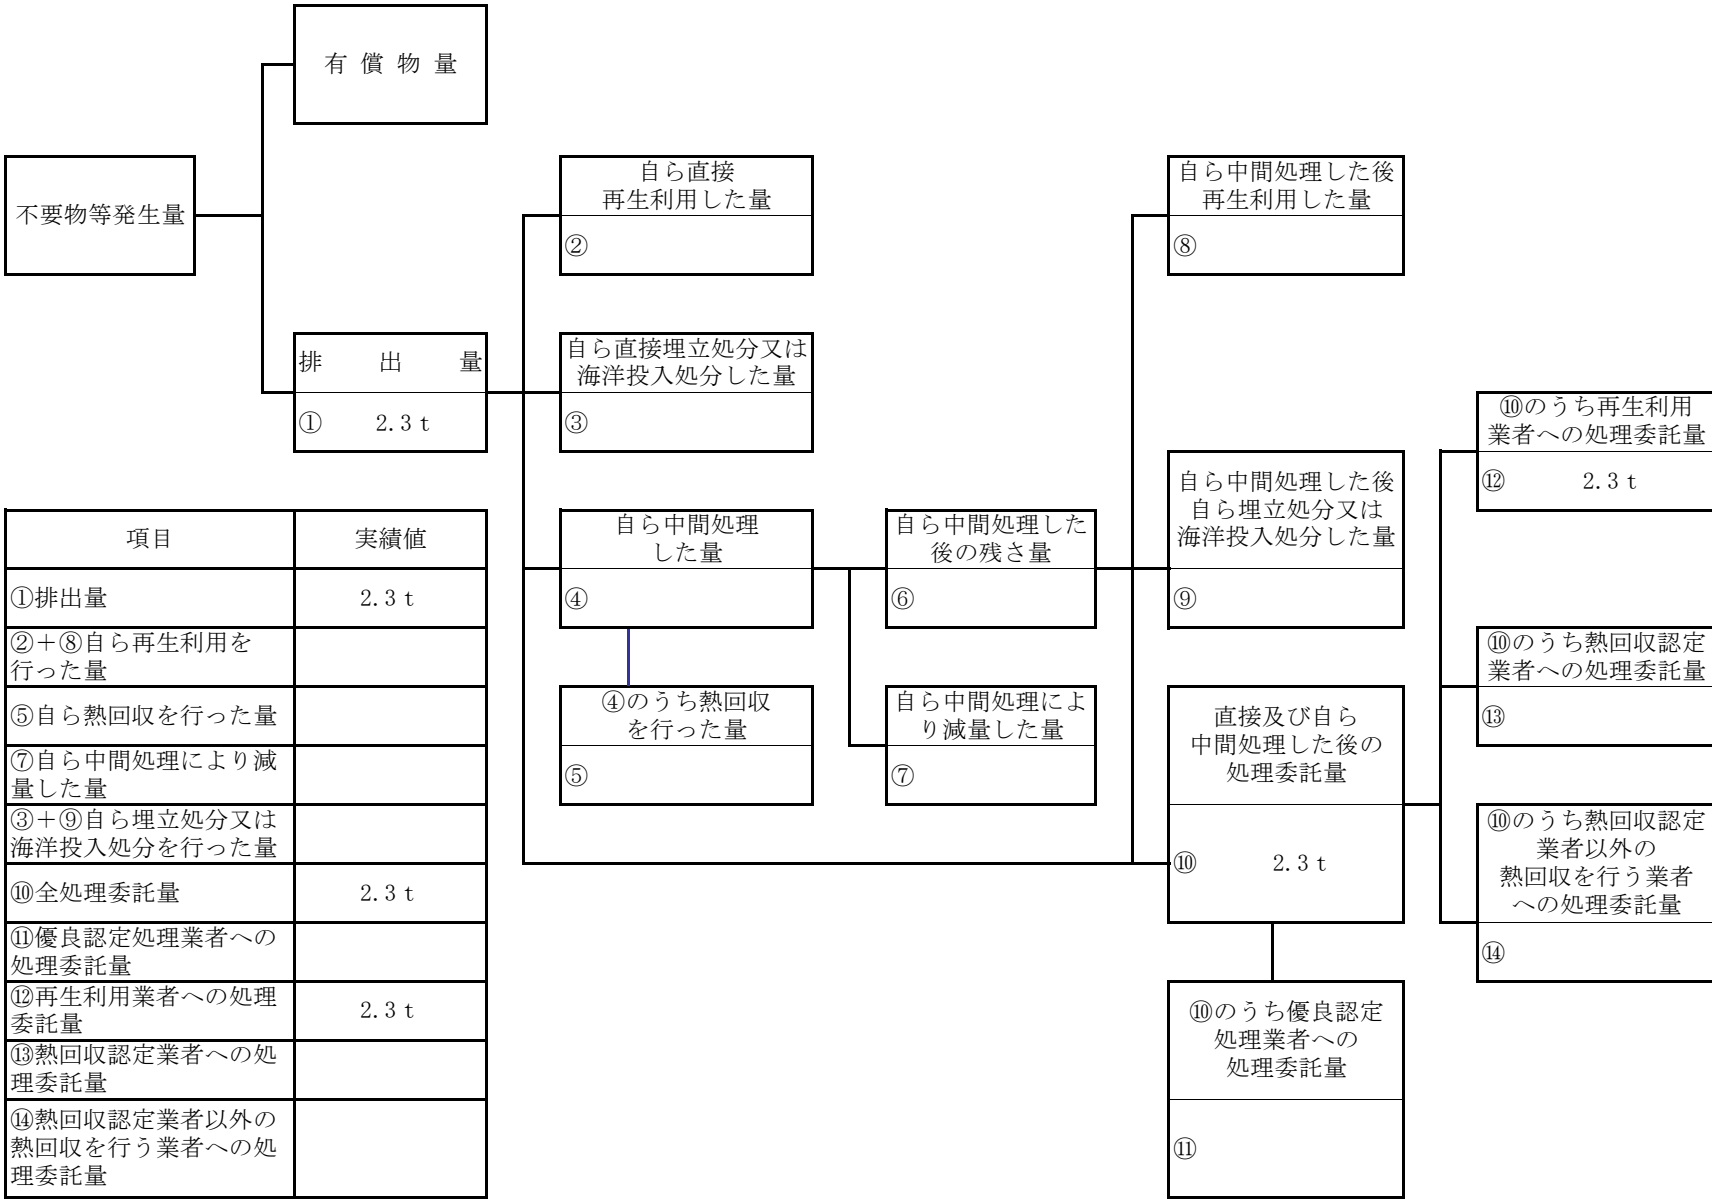 有償物量
不要物等発生量
自ら直接
再生利用した量
②
自ら中間処理した後
再生利用した量
⑧
排出量
① 2.3 t
自ら直接埋立処分又は
海洋投入処分した量
③
⑩のうち再生利用
業者への処理委託量
⑫ 2.3 t
自ら中間処理した後
自ら埋立処分又は
海洋投入処分した量
⑨
自ら中間処理
した量
④
自ら中間処理した
後の残さ量
⑥
⑩のうち熱回収認定
業者への処理委託量
⑬
④のうち熱回収
を行った量
⑤
自ら中間処理によ
り減量した量
⑦
直接及び自ら
中間処理した後の
処理委託量
⑩ 2.3 t
⑩のうち熱回収認定
業者以外の
熱回収を行う業者
への処理委託量
⑭
⑩のうち優良認定
処理業者への
処理委託量
⑪
項目 実績値
①排出量 2.3 t
②＋⑧自ら再生利用を
行った量
⑤自ら熱回収を行った量
⑦自ら中間処理により減
量した量
③＋⑨自ら埋立処分又は
海洋投入処分を行った量
⑩全処理委託量 2.3 t
⑪優良認定処理業者への
処理委託量
⑫再生利用業者への処理
委託量 2.3 t
⑬熱回収認定業者への処
理委託量
⑭熱回収認定業者以外の
熱回収を行う業者への処
理委託量